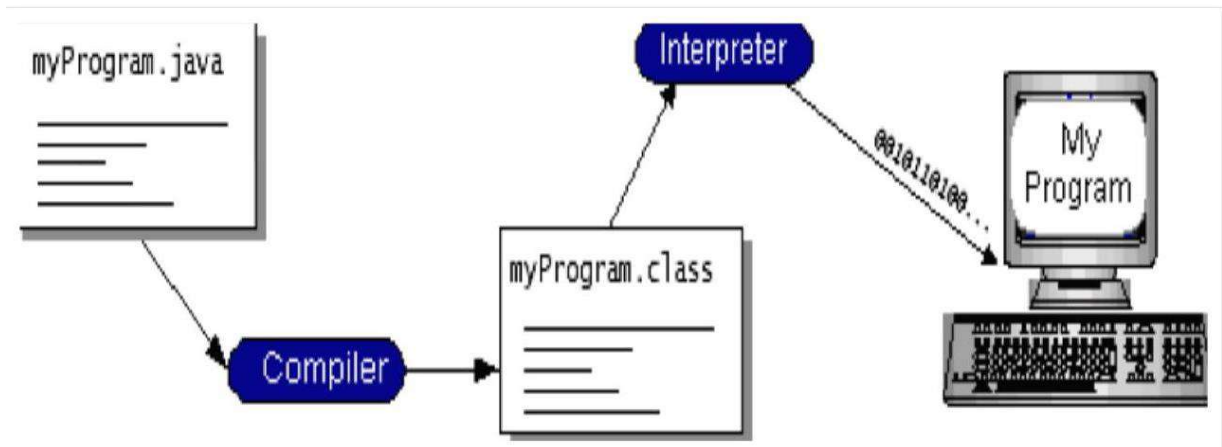 myProgram.java
Compiler
myProgram.class
Interpreter
0010110100...
My
Program